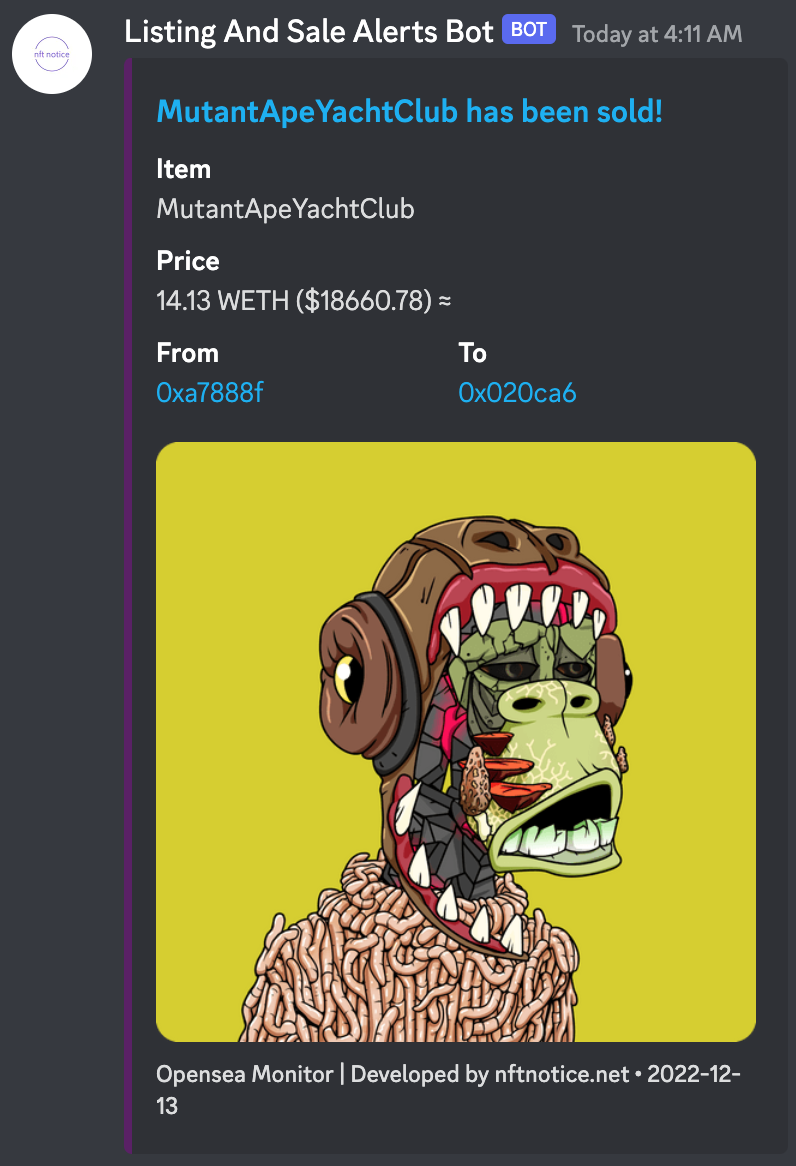 nft notice
Listing And Sale Alerts Bot BOT Today at 4:11 AM
MutantApeYachtClub has been sold!
Item
MutantApeYachtClub
Price
14.13 WETH ($18660.78) ≈
From To
0xa7888f 0x020ca6
Opensea Monitor | Developed by nftnotice.net • 2022-12-
13